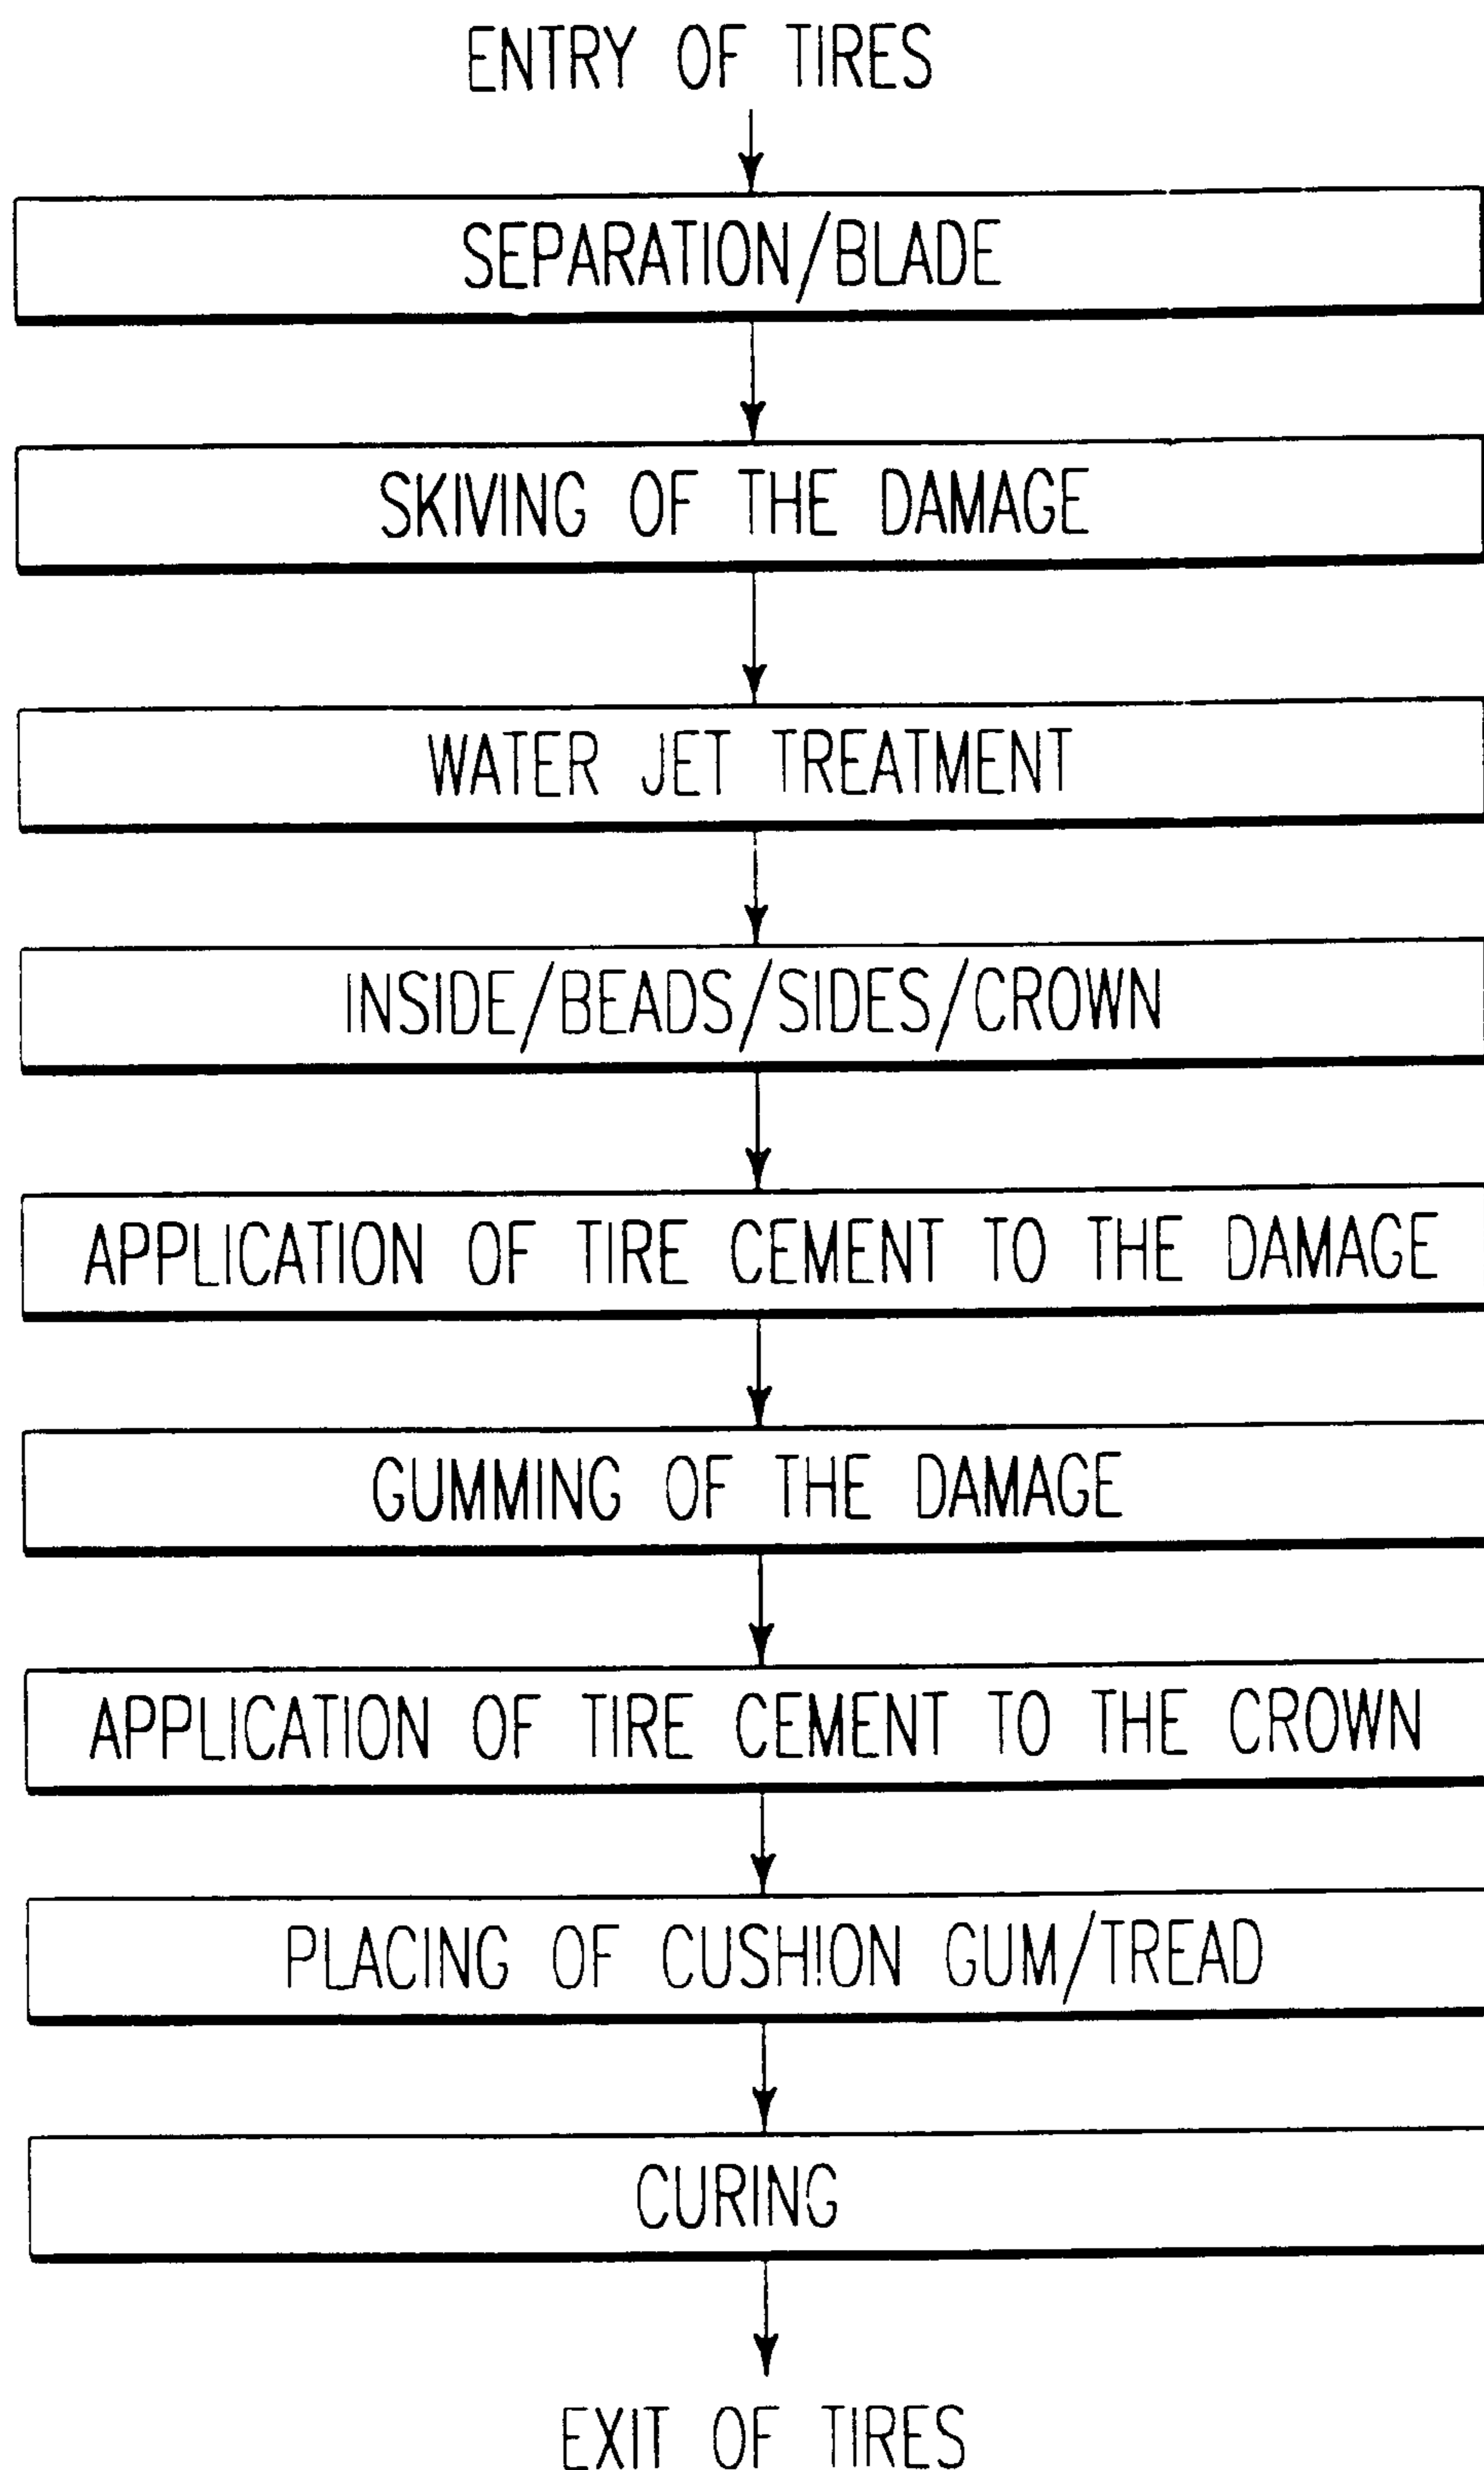 ENTRY OF TIRES
SEPARATION/BLADE
SKIVING OF THE DAMAGE
WATER JET TREATMENT
INSIDE/BEADS/SIDES/CROWN
APPLICATION OF TIRE CEMENT TO THE DAMAGE
GUMMING OF THE DAMAGE
APPLICATION OF TIRE CEMENT TO THE CROWN
PLACING OF CUSHION GUM/TREAD
CURING
EXIT OF TIRES